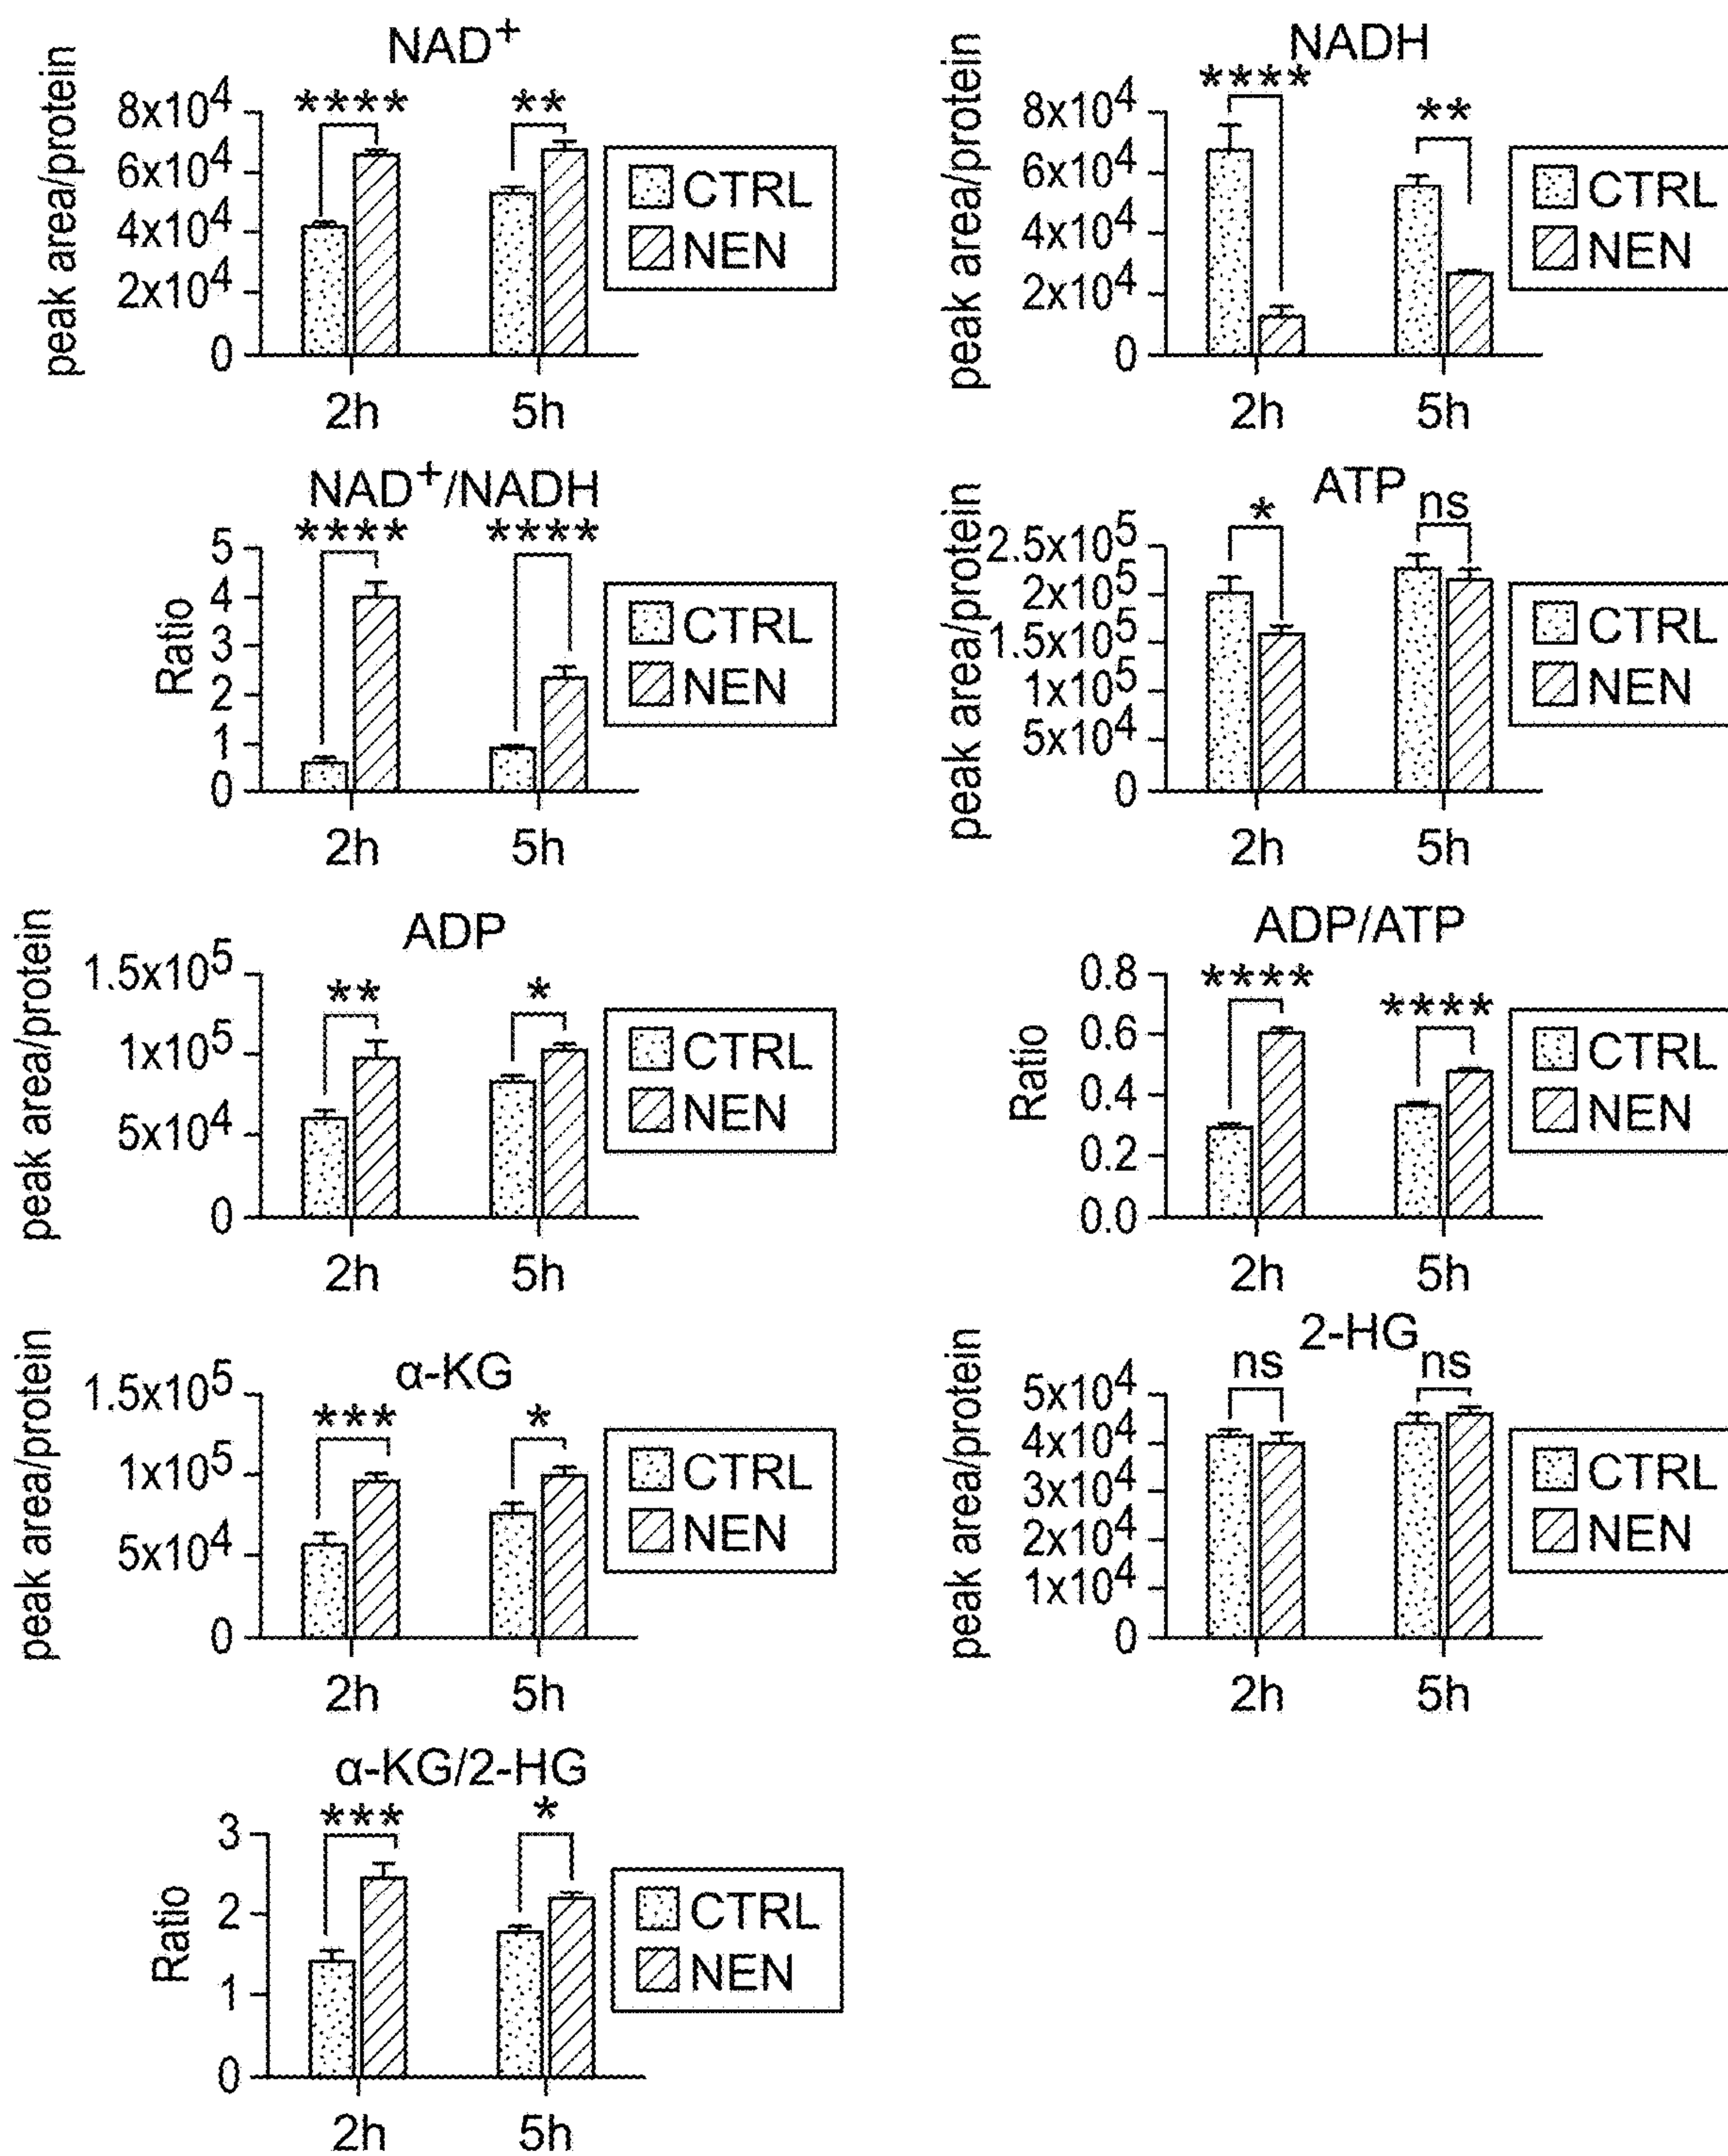 NAD+
peak area/protein
8x10^4
6x10^4
4x10^4
2x10^4
0
****
**
2h
5h
CTRL
NEN
NADH
peak area/protein
8x10^4
6x10^4
4x10^4
2x10^4
0
****
**
2h
5h
CTRL
NEN
NAD+/NADH
Ratio
5
4
3
2
1
0
****
****
2h
5h
CTRL
NEN
ATP
peak area/protein
2.5x10^5
2x10^5
1.5x10^5
1x10^5
5x10^4
0
*
ns
2h
5h
CTRL
NEN
ADP
peak area/protein
1.5x10^5
1x10^5
5x10^4
0
**
*
2h
5h
CTRL
NEN
ADP/ATP
Ratio
0.8
0.6
0.4
0.2
0.0
****
****
2h
5h
CTRL
NEN
α-KG
peak area/protein
1.5x10^5
1x10^5
5x10^4
0
***
*
2h
5h
CTRL
NEN
2-HG
peak area/protein
5x10^4
4x10^4
3x10^4
2x10^4
1x10^4
0
ns
ns
2h
5h
CTRL
NEN
α-KG/2-HG
Ratio
3
2
1
0
***
*
2h
5h
CTRL
NEN